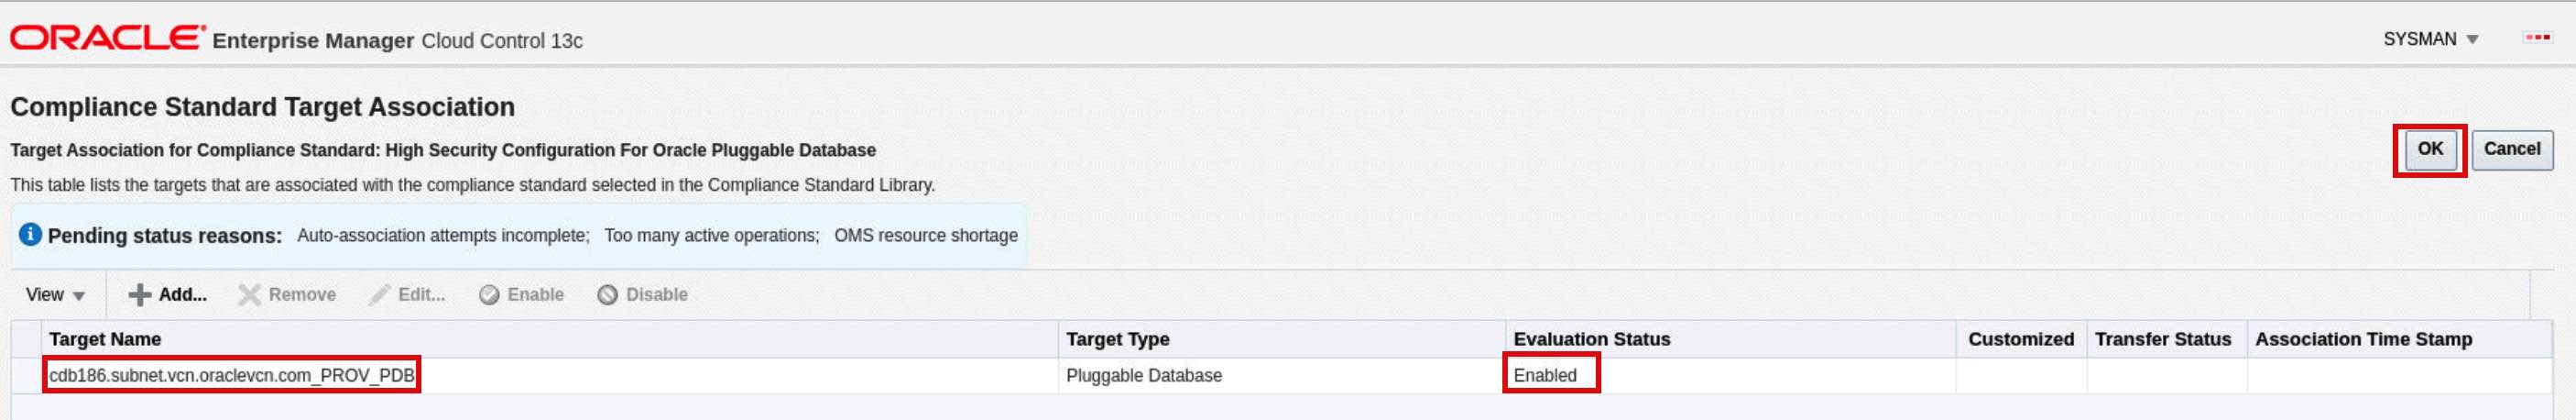 ORACLE Enterprise Manager Cloud Control 13c SYSMAN
Compliance Standard Target Association
Target Association for Compliance Standard: High Security Configuration For Oracle Pluggable Database OK Cancel
This table lists the targets that are associated with the compliance standard selected in the Compliance Standard Library.
Pending status reasons: Auto-association attempts incomplete; Too many active operations; OMS resource shortage
View Add... Remove Edit... Enable Disable
Target Name Target Type Evaluation Status Customized Transfer Status Association Time Stamp
cdb186.subnet.vcn.oraclevcn.com_PROV_PDB Pluggable Database Enabled